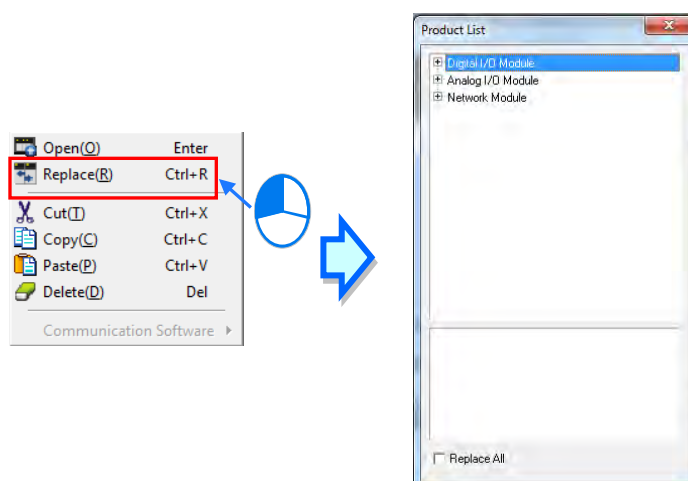 Open(O) Enter
Replace(R) Ctrl+R
Cut(T) Ctrl+X
Copy(C) Ctrl+C
Paste(P) Ctrl+V
Delete(D) Del
Communication Software
Product List
Digital I/O Module
Analog I/O Module
Network Module
Replace All